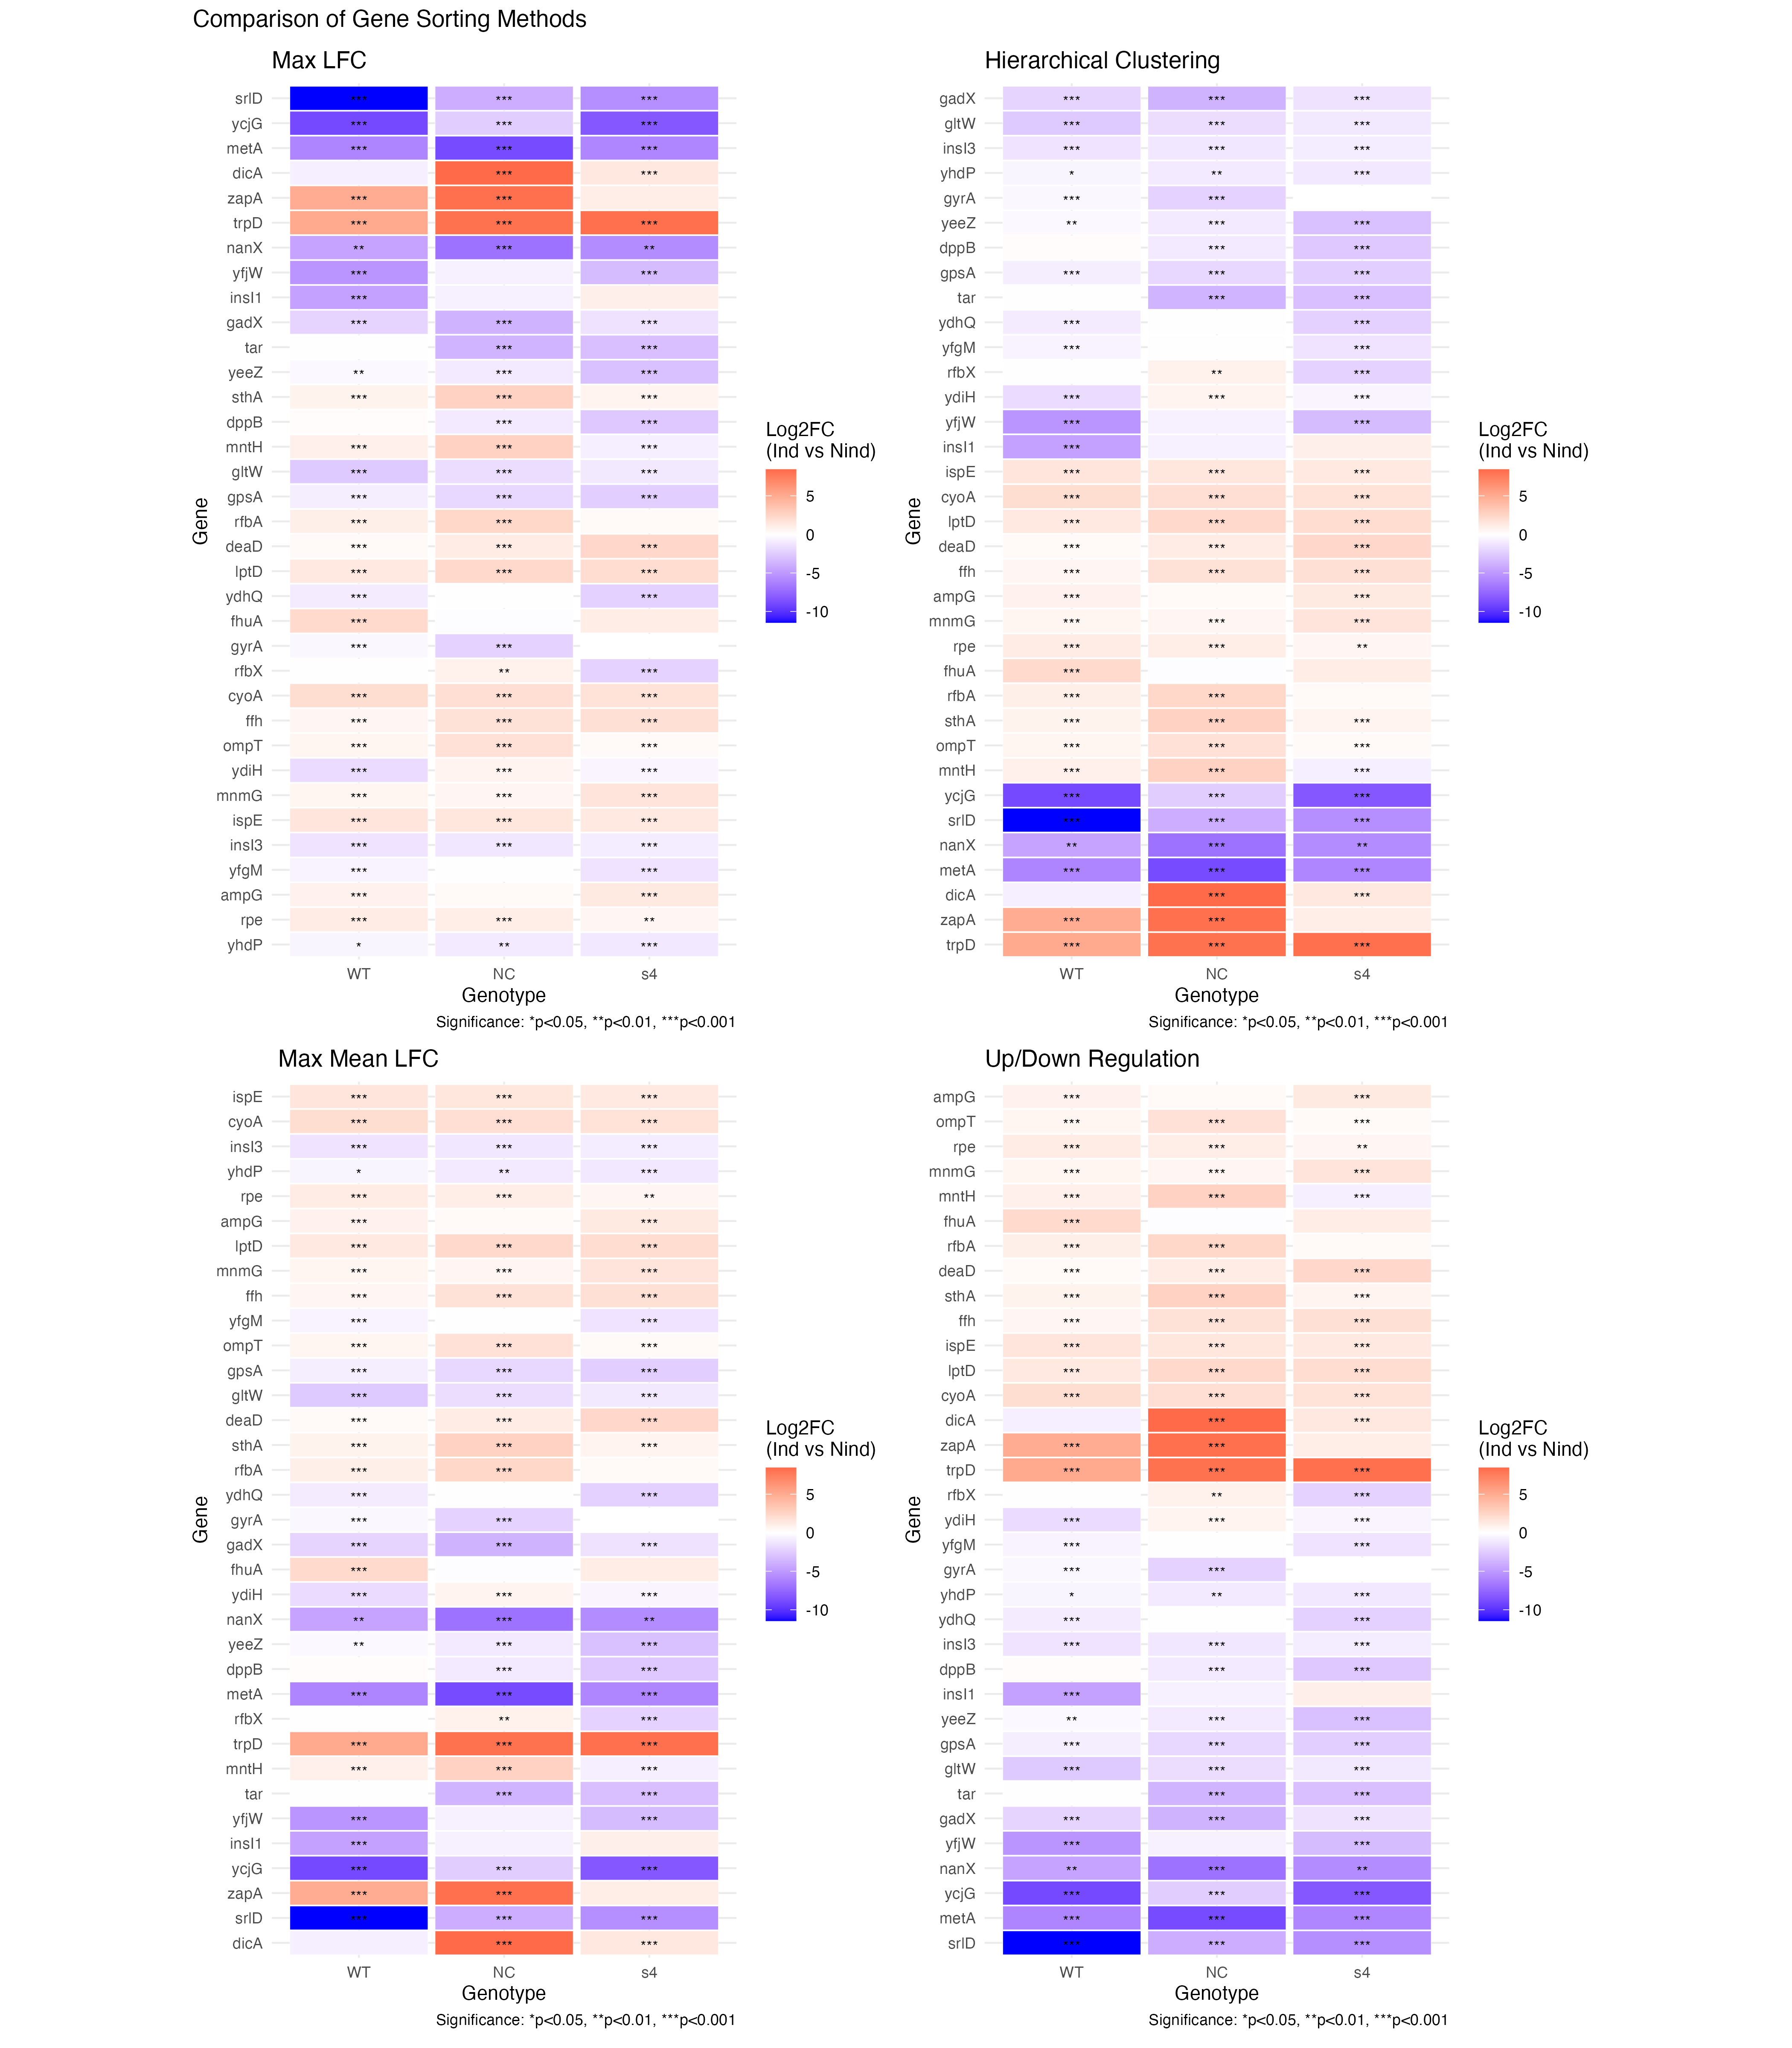 Comparison of Gene Sorting Methods
Max LFC
srlD *** *** ***
ycjG *** *** ***
metA *** *** ***
dicA *** ***
zapA *** ***
trpD *** *** ***
nanX ** *** **
yfjW *** ***
insI1 ***
gadX *** *** ***
tar *** ***
yeeZ ** *** ***
sthA *** *** ***
dppB *** ***
mntH *** *** ***
gltW *** *** ***
gpsA *** *** ***
rfbA *** ***
deaD *** *** ***
lptD *** *** ***
ydhQ *** ***
fhuA ***
gyrA *** ***
rfbX ** ***
cyoA *** *** ***
ffh *** *** ***
ompT *** *** ***
ydiH *** *** ***
mnmG *** *** ***
ispE *** *** ***
insI3 *** *** ***
yfgM *** ***
ampG *** ***
rpe *** *** **
yhdP * ** ***
WT NC s4
Genotype
Gene
Significance: *p<0.05, **p<0.01, ***p<0.001
Log2FC
(Ind vs Nind)
5
0
-5
-10
Hierarchical Clustering
gadX *** *** ***
gltW *** *** ***
insI3 *** *** ***
yhdP * ** ***
gyrA *** ***
yeeZ ** *** ***
dppB *** ***
gpsA *** *** ***
tar *** ***
ydhQ *** ***
yfgM *** ***
rfbX ** ***
ydiH *** *** ***
yfjW *** ***
insI1 ***
ispE *** *** ***
cyoA *** *** ***
lptD *** *** ***
deaD *** *** ***
ffh *** *** ***
ampG *** ***
mnmG *** *** ***
rpe *** *** **
fhuA ***
rfbA *** ***
sthA *** *** ***
ompT *** *** ***
mntH *** *** ***
ycjG *** *** ***
srlD *** *** ***
nanX ** *** **
metA *** *** ***
dicA *** ***
zapA *** ***
trpD *** *** ***
WT NC s4
Genotype
Gene
Significance: *p<0.05, **p<0.01, ***p<0.001
Log2FC
(Ind vs Nind)
5
0
-5
-10
Max Mean LFC
ispE *** *** ***
cyoA *** *** ***
insI3 *** *** ***
yhdP * ** ***
rpe *** *** **
ampG *** ***
lptD *** *** ***
mnmG *** *** ***
ffh *** *** ***
yfgM *** ***
ompT *** *** ***
gpsA *** *** ***
gltW *** *** ***
deaD *** *** ***
sthA *** *** ***
rfbA *** ***
ydhQ *** ***
gyrA *** ***
gadX *** *** ***
fhuA ***
ydiH *** *** ***
nanX ** *** **
yeeZ ** *** ***
dppB *** ***
metA *** *** ***
rfbX ** ***
trpD *** *** ***
mntH *** *** ***
tar *** ***
yfjW *** ***
insI1 ***
ycjG *** *** ***
zapA *** ***
srlD *** *** ***
dicA *** ***
WT NC s4
Genotype
Gene
Significance: *p<0.05, **p<0.01, ***p<0.001
Log2FC
(Ind vs Nind)
5
0
-5
-10
Up/Down Regulation
ampG *** ***
ompT *** *** ***
rpe *** *** **
mnmG *** *** ***
mntH *** *** ***
fhuA ***
rfbA *** ***
deaD *** *** ***
sthA *** *** ***
ffh *** *** ***
ispE *** *** ***
lptD *** *** ***
cyoA *** *** ***
dicA *** ***
zapA *** ***
trpD *** *** ***
rfbX ** ***
ydiH *** *** ***
yfgM *** ***
gyrA *** ***
yhdP * ** ***
ydhQ *** ***
insI3 *** *** ***
dppB *** ***
insI1 ***
yeeZ ** *** ***
gpsA *** *** ***
gltW *** *** ***
tar *** ***
gadX *** *** ***
yfjW *** ***
nanX ** *** **
ycjG *** *** ***
metA *** *** ***
srlD *** *** ***
WT NC s4
Genotype
Gene
Significance: *p<0.05, **p<0.01, ***p<0.001
Log2FC
(Ind vs Nind)
5
0
-5
-10